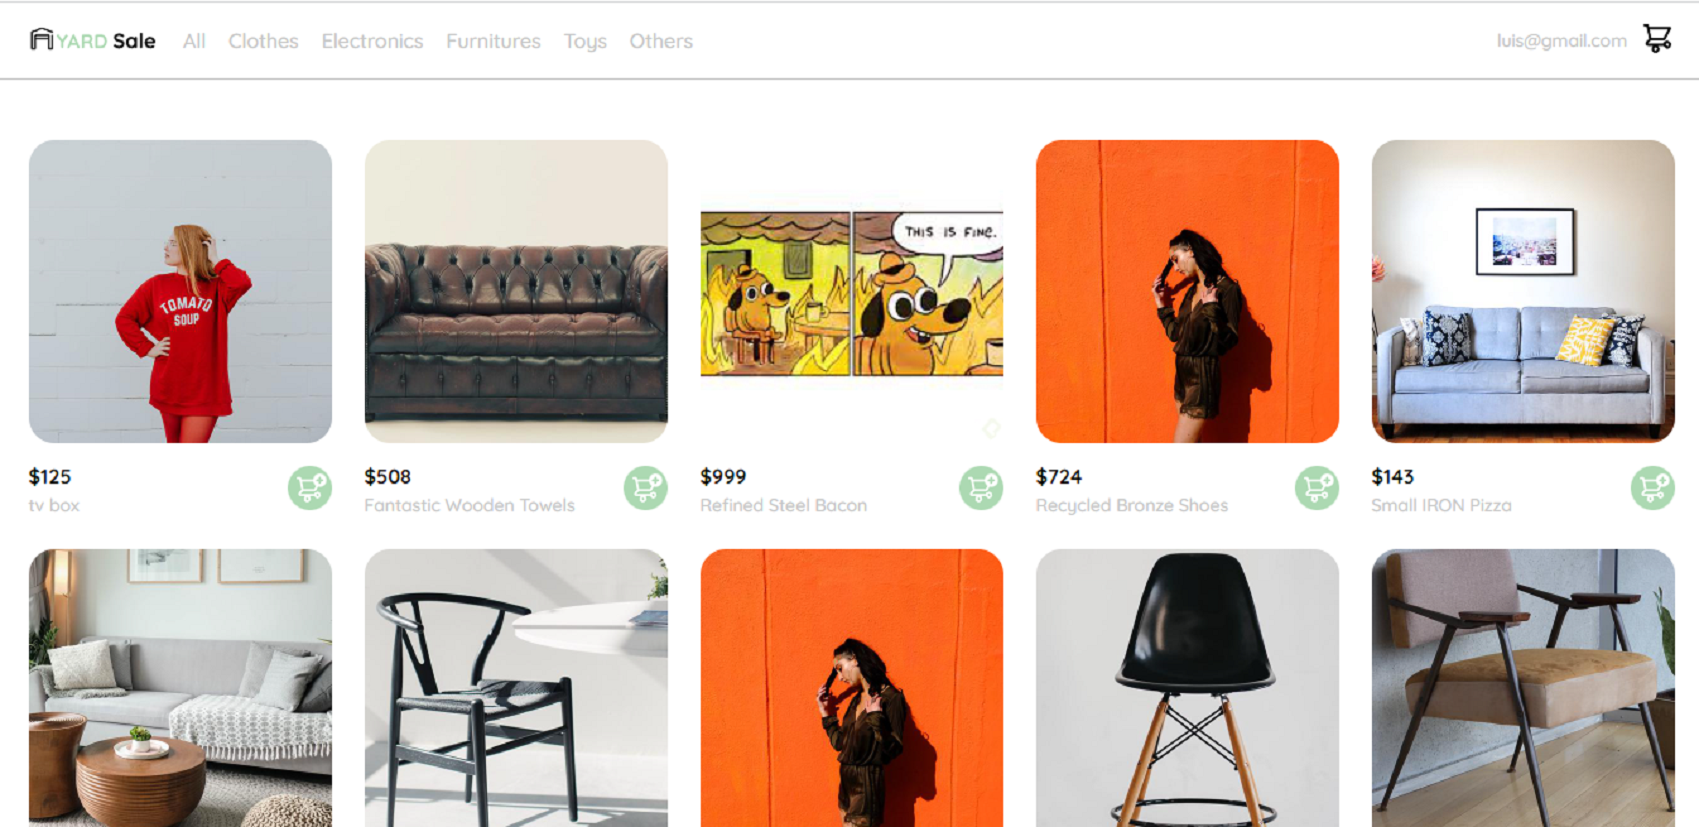 YARD Sale All Clothes Electronics Furnitures Toys Others luis@gmail.com
TOMATO
SOUP
THIS IS FINE.
$125 $508 $999 $724 $143
tv box Fantastic Wooden Towels Refined Steel Bacon Recycled Bronze Shoes Small IRON Pizza